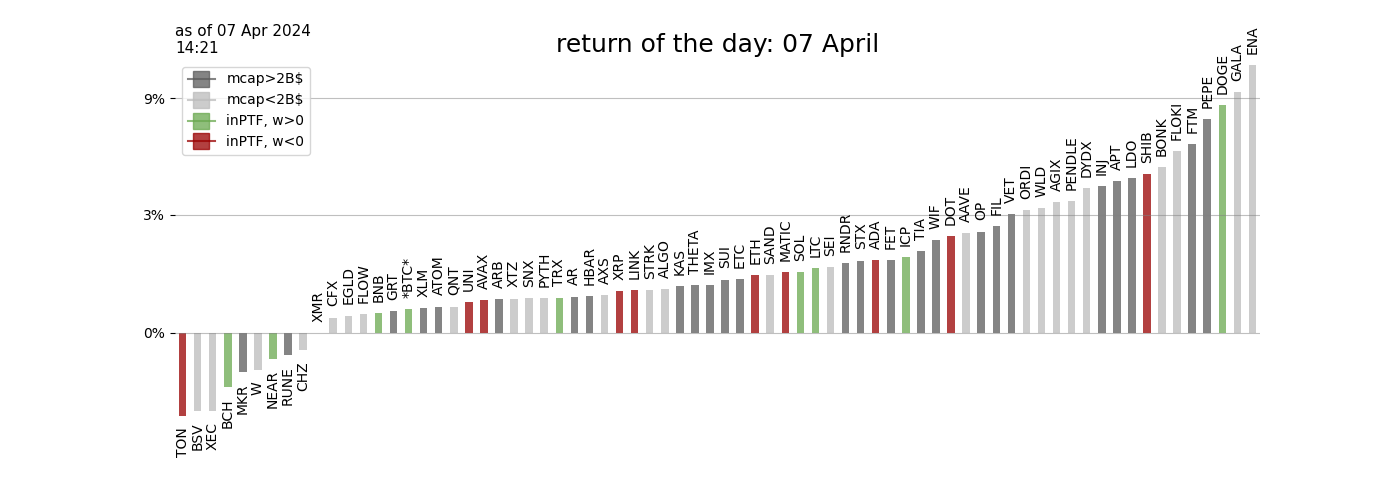 as of 07 Apr 2024
14:21
return of the day: 07 April
mcap>2B$
mcap<2B$
inPTF, w>0
inPTF, w<0
9%
3%
0%
TON
BSV
XEC
BCH
MKR
W
NEAR
RUNE
CHZ
XMR
CFX
EGLD
FLOW
BNB
GRT
*BTC*
XLM
ATOM
QNT
UNI
AVAX
ARB
XTZ
SNX
PYTH
TRX
AR
HBAR
AXS
XRP
LINK
STRK
ALGO
KAS
THETA
IMX
SUI
ETC
ETH
SAND
MATIC
SOL
LTC
SEI
RNDR
STX
ADA
FET
ICP
TIA
WIF
DOT
AAVE
OP
FIL
VET
ORDI
WLD
AGIX
PENDLE
DYDX
INJ
APT
LDO
SHIB
BONK
FLOKI
FTM
PEPE
DOGE
GALA
ENA